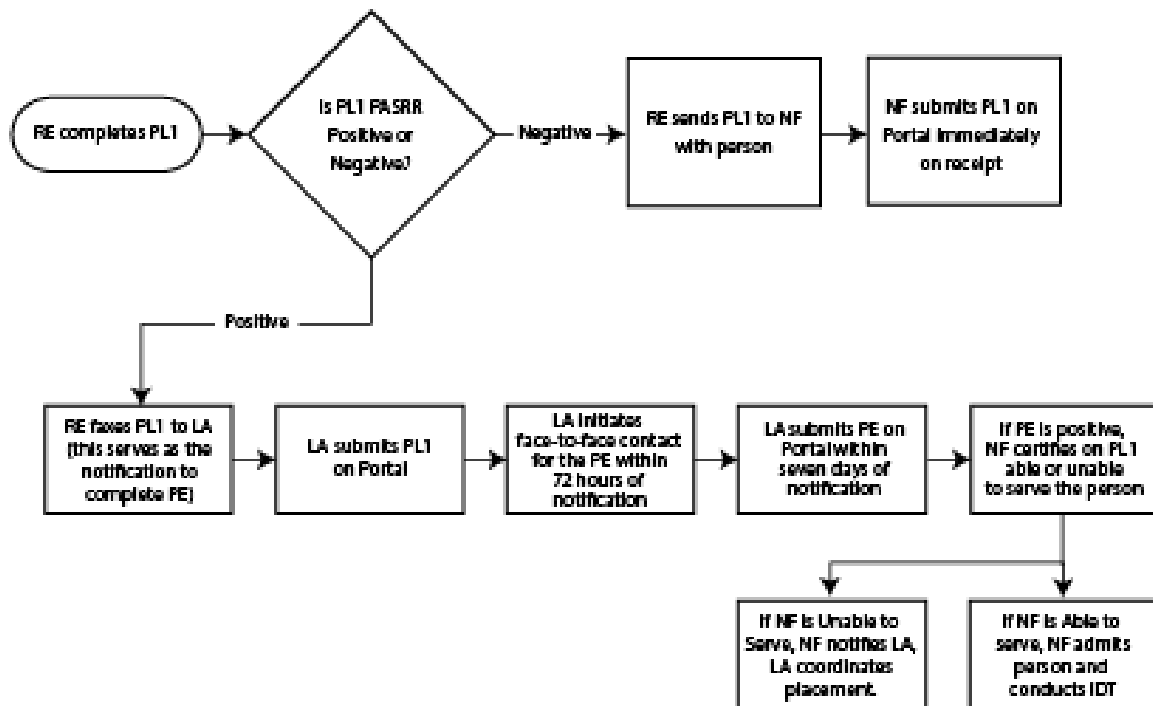 RE completes PL1
Is PL1 PASRR
Positive or
Negative?
Negative
RE sends PL1 to NF
with person
NF submits PL1 on
Portal immediately
on receipt
Positive
RE faxes PL1 to LA
(this serves as the
notification to
complete PE)
LA submits PL1
on Portal
LA initiates
face-to-face contact
for the PE within
72 hours of
notification
LA submits PE on
Portal within
seven days of
notification
If PE is positive,
NF certifies on PL1
able or unable
to serve the person
If NF is Unable to
Serve, NF notifies LA,
LA coordinates
placement.
If NF is Able to
serve, NF admits
person and
conducts IDT